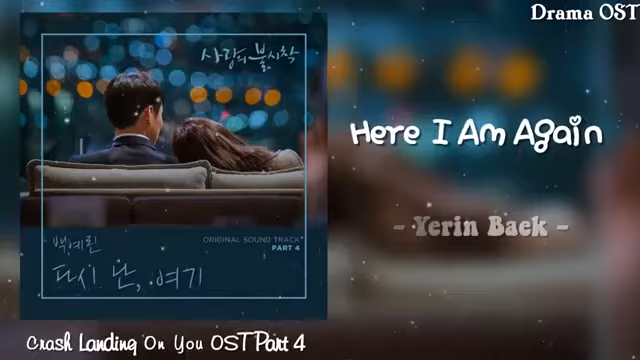 Drama OST
사랑의 불시착
Here I Am Again
- Yerin Baek -
백예린
ORIGINAL SOUND TRACK
PART 4
다시 난, 여기
Crash Landing On You OST Part 4